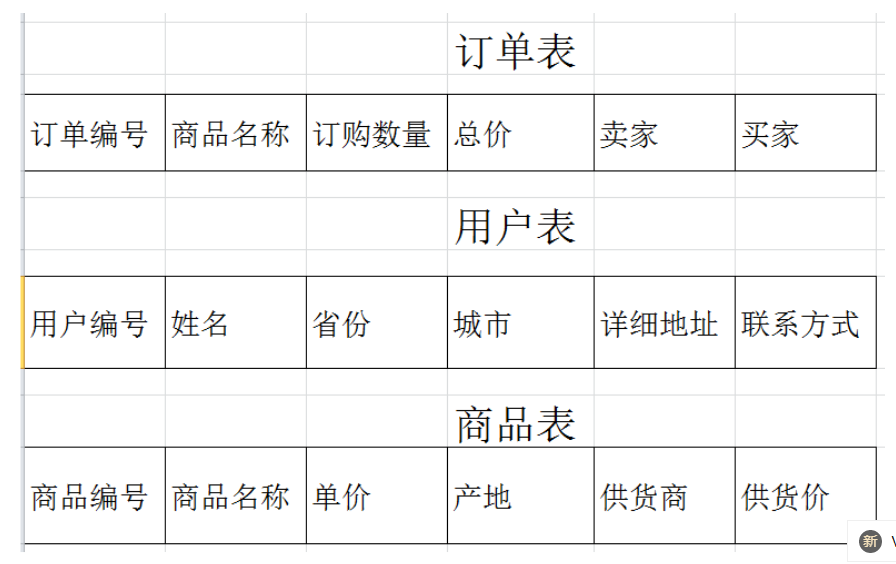 订单表
订单编号 商品名称 订购数量 总价 卖家 买家
用户表
用户编号 姓名 省份 城市 详细地址 联系方式
商品表
商品编号 商品名称 单价 产地 供货商 供货价
新